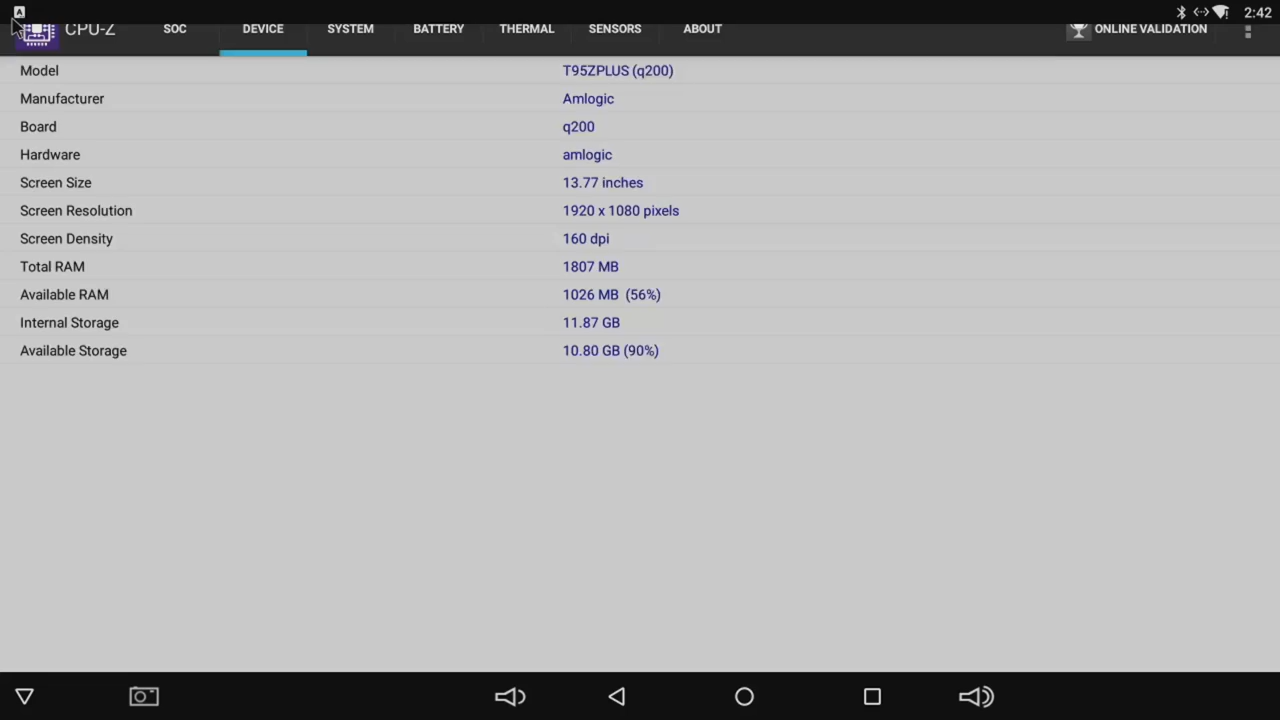 A 2:42
CPU-Z SOC DEVICE SYSTEM BATTERY THERMAL SENSORS ABOUT ONLINE VALIDATION
Model T95ZPLUS (q200)
Manufacturer Amlogic
Board q200
Hardware amlogic
Screen Size 13.77 inches
Screen Resolution 1920 x 1080 pixels
Screen Density 160 dpi
Total RAM 1807 MB
Available RAM 1026 MB (56%)
Internal Storage 11.87 GB
Available Storage 10.80 GB (90%)